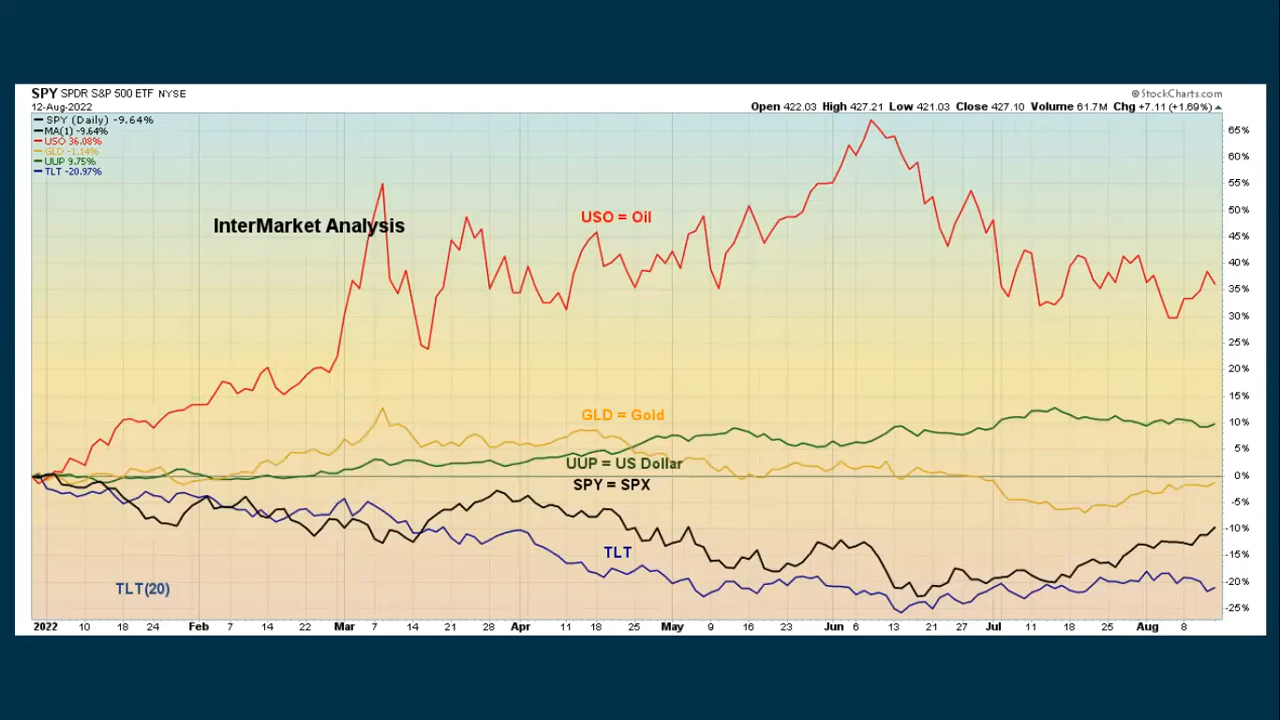 SPY SPDR S&P 500 ETF NYSE
© StockCharts.com
12-Aug-2022
Open 422.03 High 427.21 Low 421.03 Close 427.10 Volume 61.7M Chg +7.11 (+1.69%)
SPY (Daily) -9.64%
MA(1) -9.64%
USO 36.08%
GLD -1.14%
UUP 9.75%
TLT -20.97%
InterMarket Analysis
USO = Oil
GLD = Gold
UUP = US Dollar
SPY = SPX
TLT
TLT(20)
65%
60%
55%
50%
45%
40%
35%
30%
25%
20%
15%
10%
5%
0%
-5%
-10%
-15%
-20%
-25%
2022 10 18 24 Feb 7 14 22 Mar 7 14 21 28 Apr 11 18 25 May 9 16 23 Jun 6 13 21 27 Jul 11 18 25 Aug 8